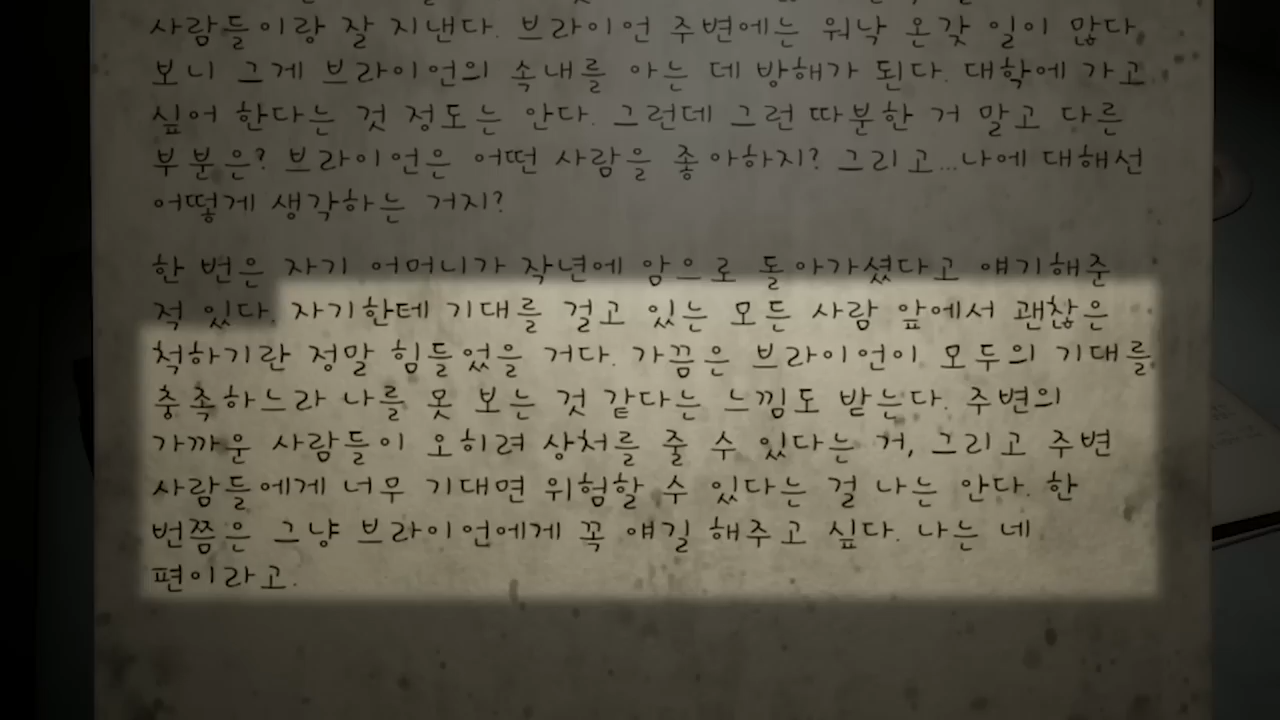 사람들이랑 잘 지낸다. 브라이언 주변에는 워낙 온갖 일이 많다
보니 그게 브라이언의 속내를 아는 데 방해가 된다. 대학에 가고
싶어 한다는 것 정도는 안다. 그런데 그런 따분한 거 말고 다른
부분은? 브라이언은 어떤 사람을 좋아하지? 그리고...나에 대해선
어떻게 생각하는 거지?
한 번은 자기 어머니가 작년에 암으로 돌아가셨다고 얘기해준
적 있다. 자기한테 기대를 걸고 있는 모든 사람 앞에서 괜찮은
척하기란 정말 힘들었을 거다. 가끔은 브라이언이 모두의 기대를
충족하느라 나를 못 보는 것 같다는 느낌도 받는다. 주변의
가까운 사람들이 오히려 상처를 줄 수 있다는 거, 그리고 주변
사람들에게 너무 기대면 위험할 수 있다는 걸 나는 안다. 한
번쯤은 그냥 브라이언에게 꼭 얘길 해주고 싶다. 나는 네
편이라고.